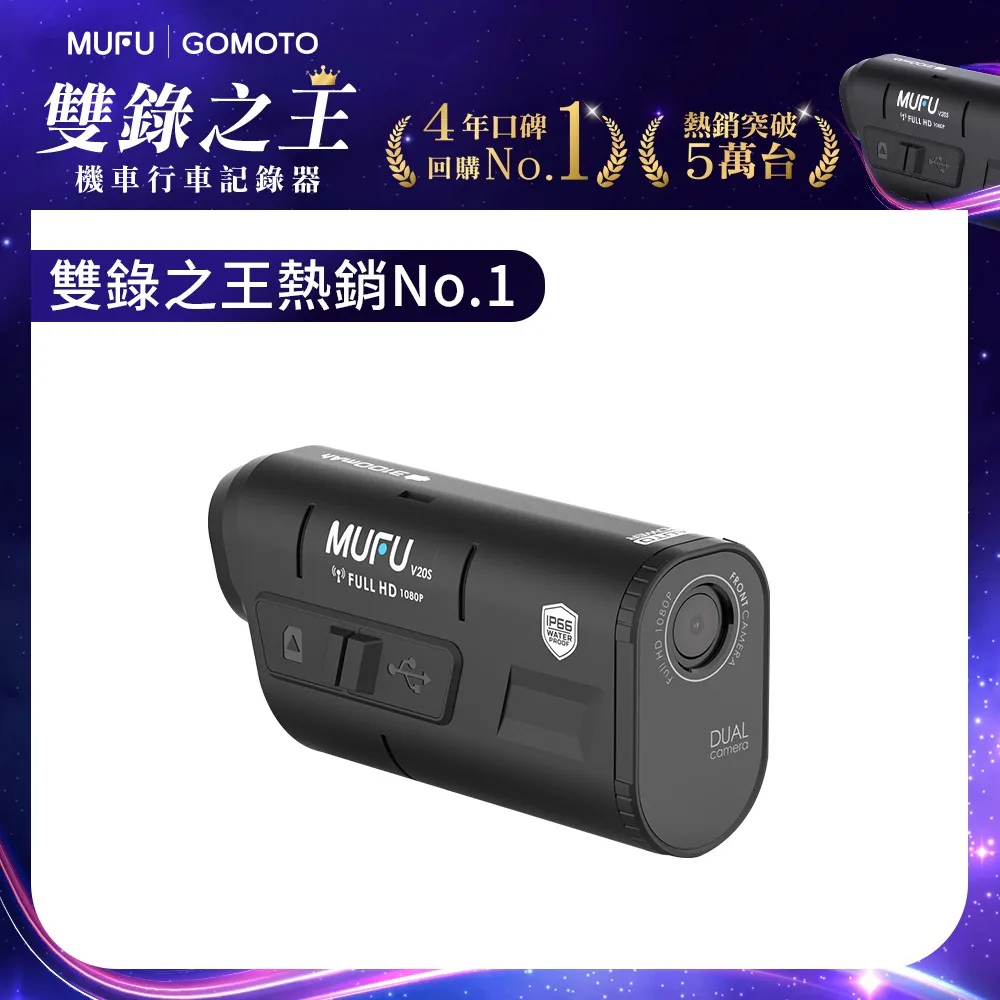 MUFU | GOMOTO
雙錄之王
機車行車記錄器
4年口碑
回購No.1
熱銷突破
5萬台
MUFU V20S
FULL HD 1080P
雙錄之王熱銷No.1
3100mAh
MUFU V20S
FULL HD 1080P
IP66
WATER
PROOF
FRONT CAMERA
Full HD 1080P
DUAL
camera